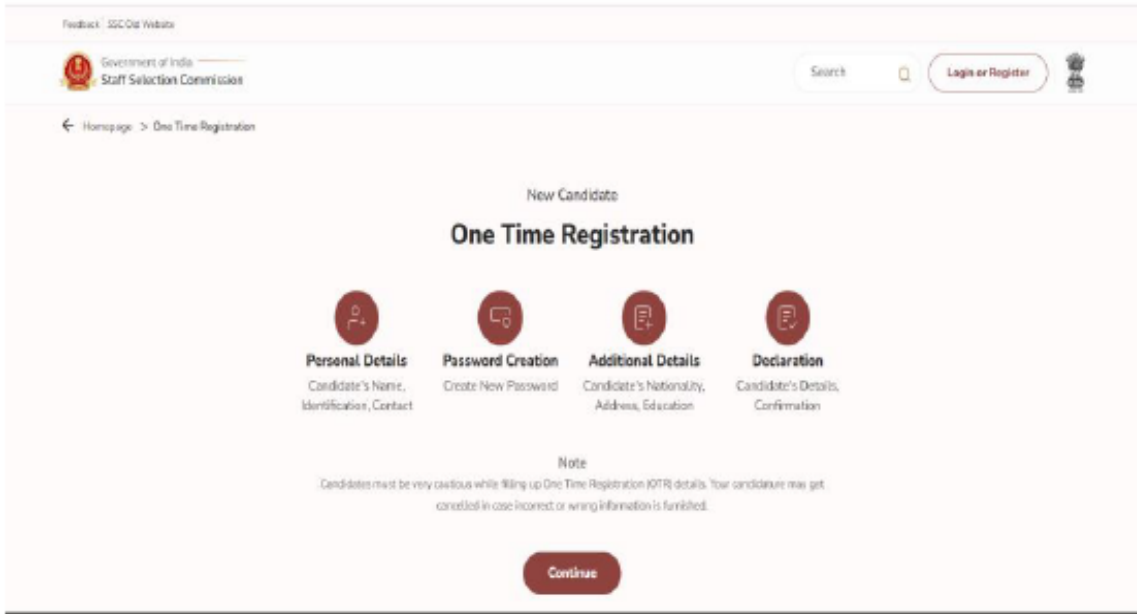 Feedback | SSC Old Website
Government of India
Staff Selection Commission
Search
Login or Register
Homepage > One Time Registration
New Candidate
One Time Registration
Personal Details
Candidate's Name,
Identification, Contact
Password Creation
Create New Password
Additional Details
Candidate's Nationality,
Address, Education
Declaration
Candidate's Details,
Confirmation
Note
Candidates must be very cautious while filling up One Time Registration (OTR) details. Your candidature may get
cancelled in case incorrect or wrong information is furnished.
Continue